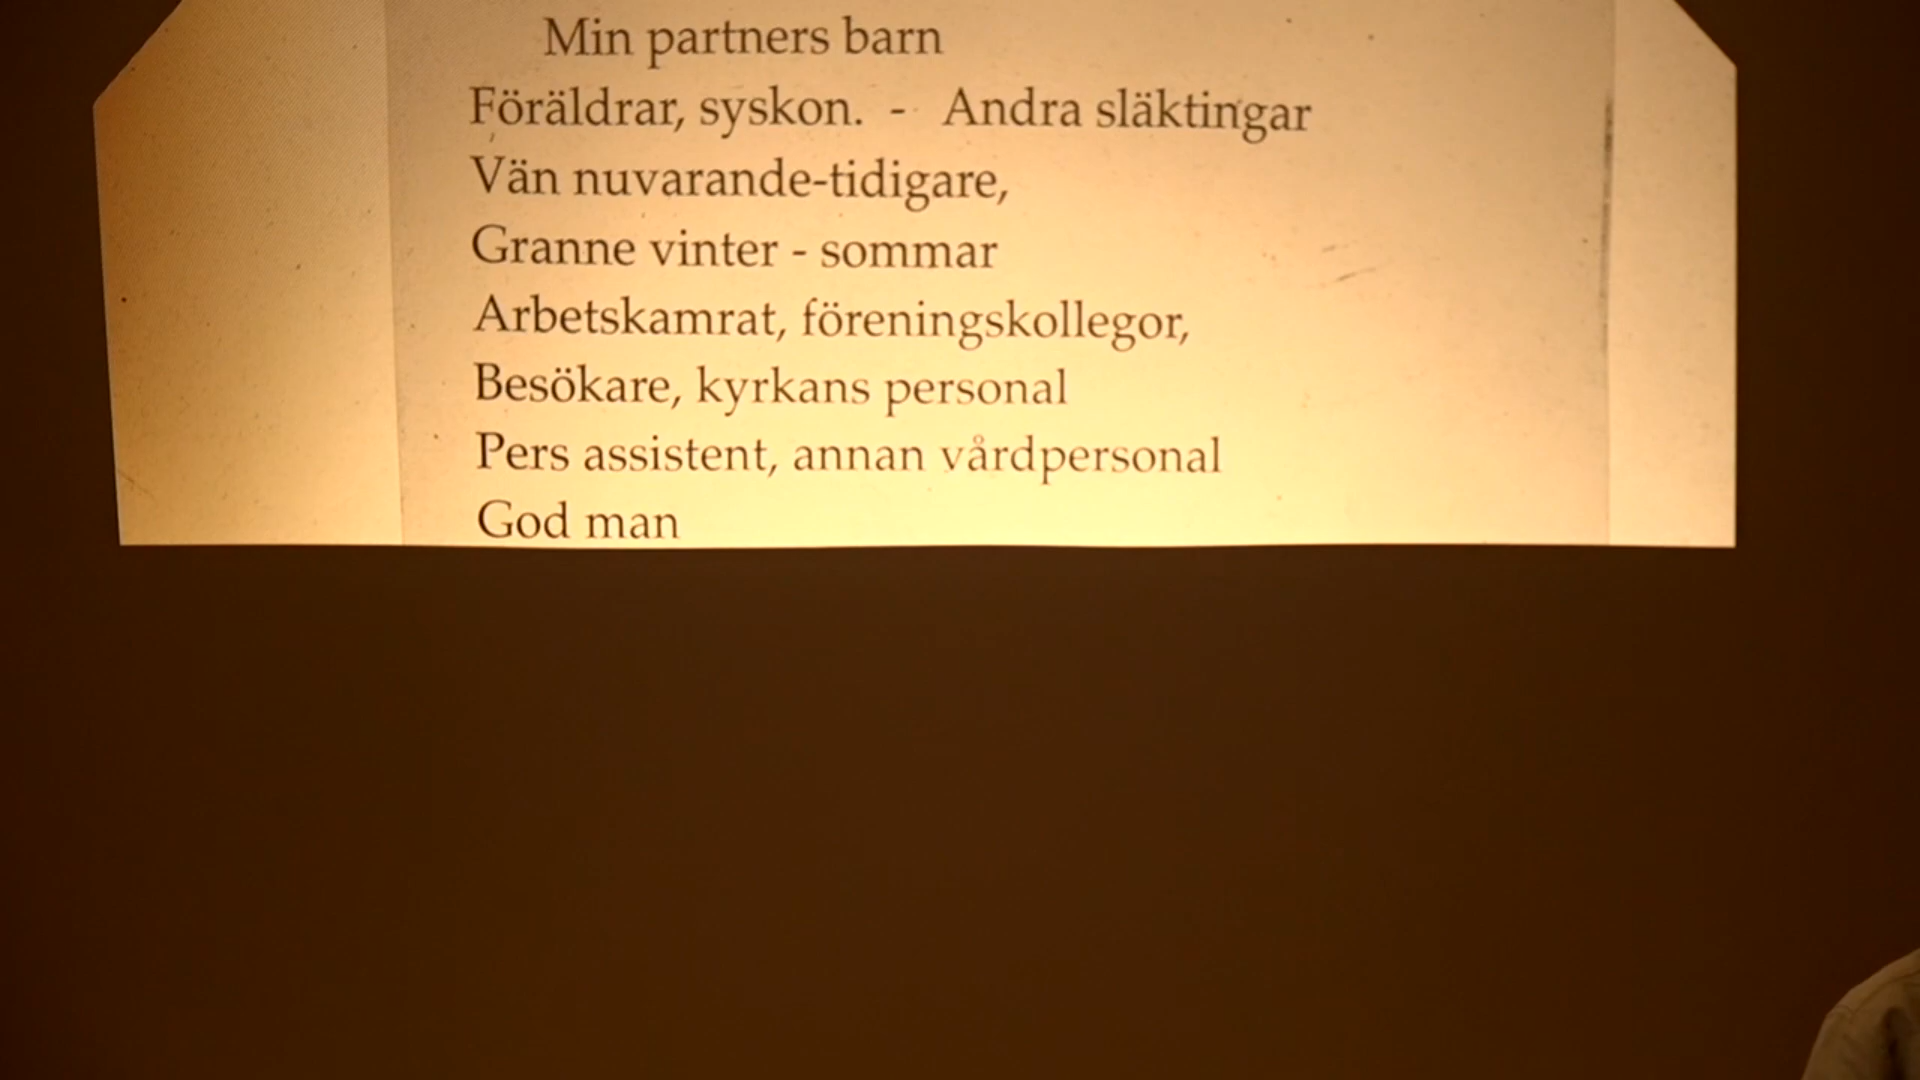 Min partners barn
Föräldrar, syskon. - Andra släktingar
Vän nuvarande-tidigare,
Granne vinter - sommar
Arbetskamrat, föreningskollegor,
Besökare, kyrkans personal
Pers assistent, annan vårdpersonal
God man